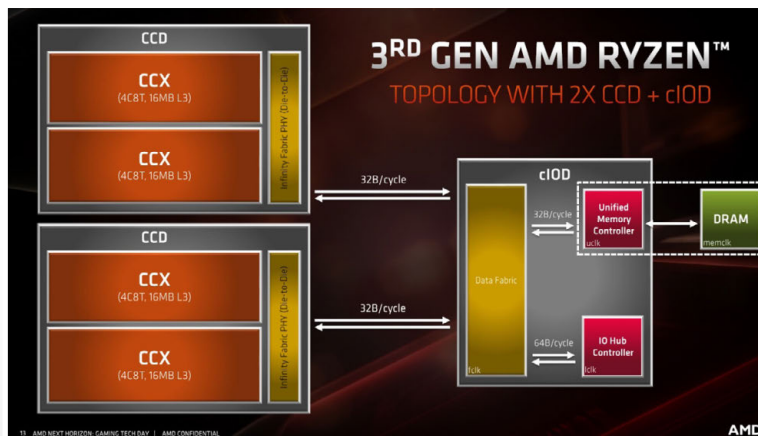 3RD GEN AMD RYZEN™
TOPOLOGY WITH 2X CCD + cIOD
CCD
CCX
(4C8T, 16MB L3)
CCX
(4C8T, 16MB L3)
Infinity Fabric PHY (Die-to-Die)
32B/cycle
CCD
CCX
(4C8T, 16MB L3)
CCX
(4C8T, 16MB L3)
Infinity Fabric PHY (Die-to-Die)
32B/cycle
cIOD
Data Fabric
fclk
32B/cycle
Unified
Memory
Controller
uclk
DRAM
memclk
64B/cycle
IO Hub
Controller
lclk
13 AMD NEXT HORIZON: GAMING TECH DAY | AMD CONFIDENTIAL
AMD